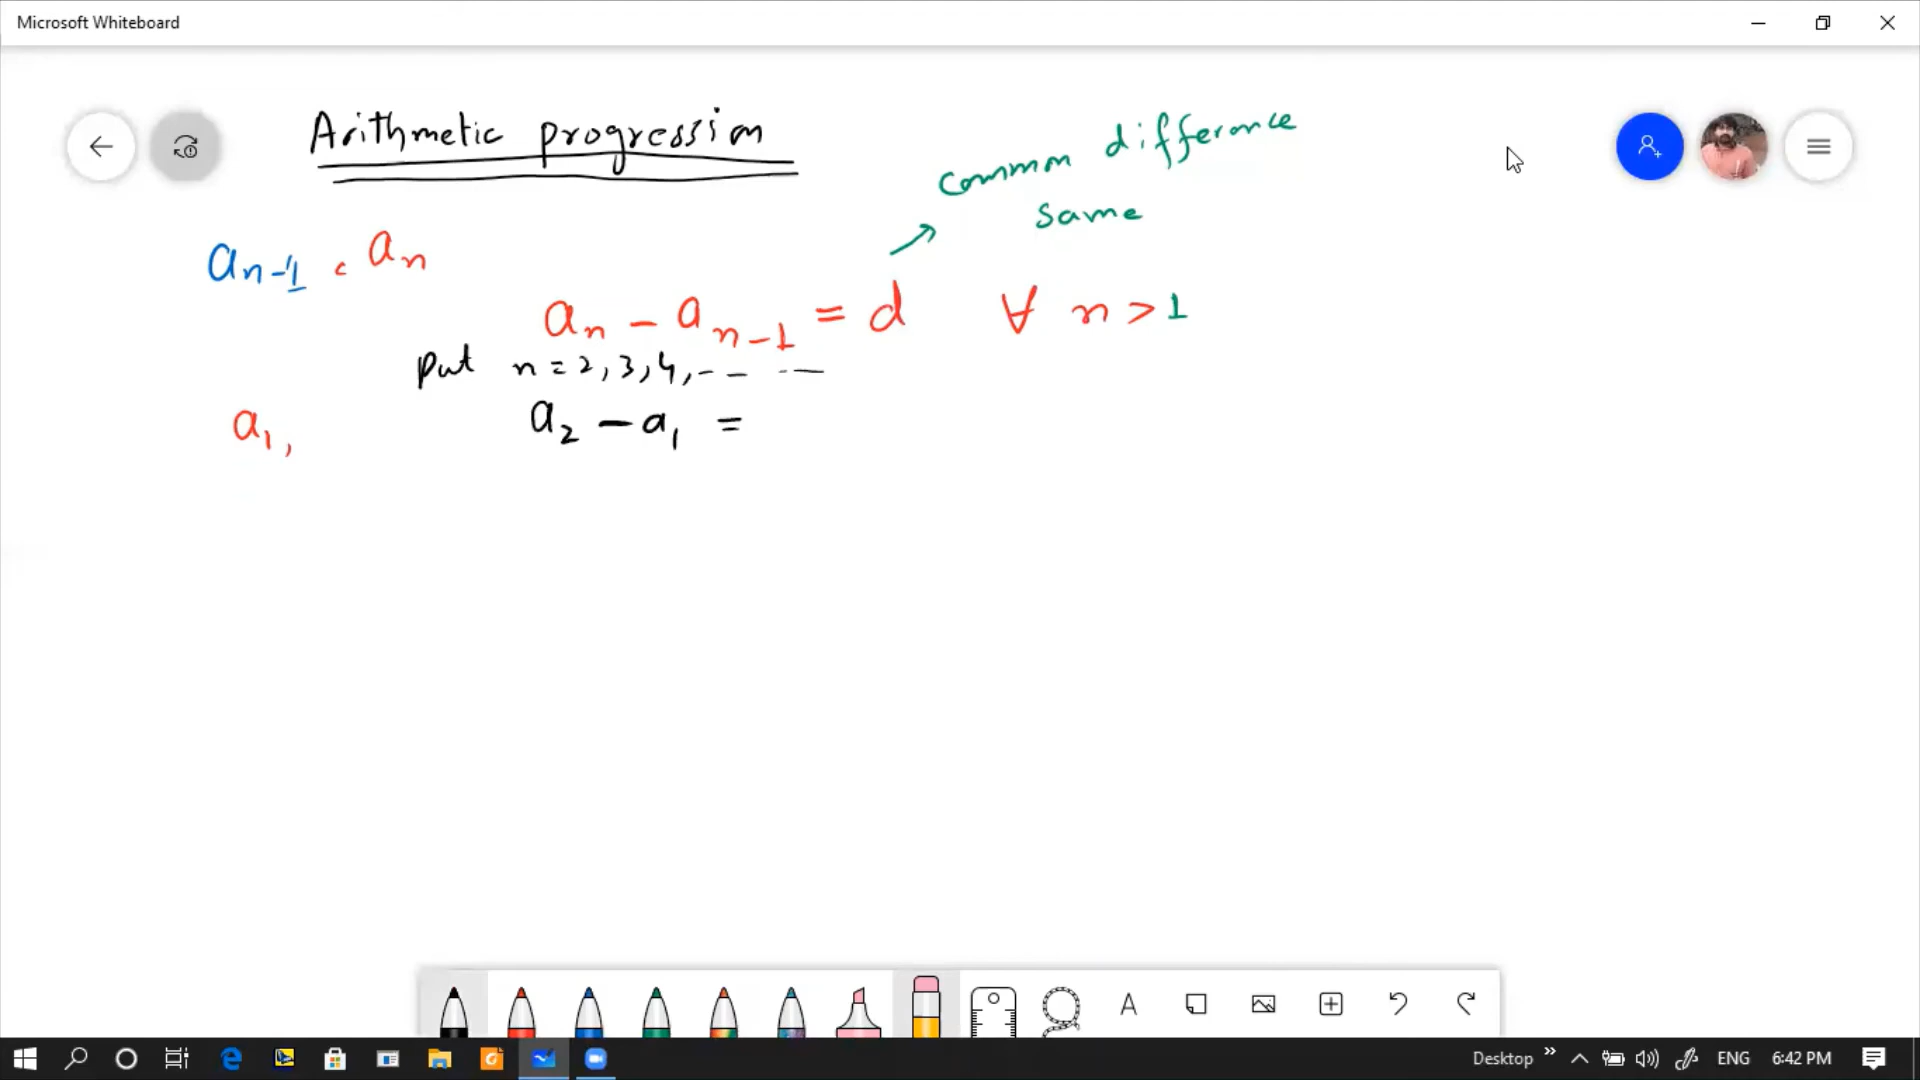 Microsoft Whiteboard
Arithmetic progression
common difference
same
aₙ₋₁ , aₙ
aₙ - aₙ₋₁ = d ∀ n > 1
put n = 2, 3, 4, - - - -
a₁,
a₂ - a₁ =
Desktop » ENG 6:42 PM